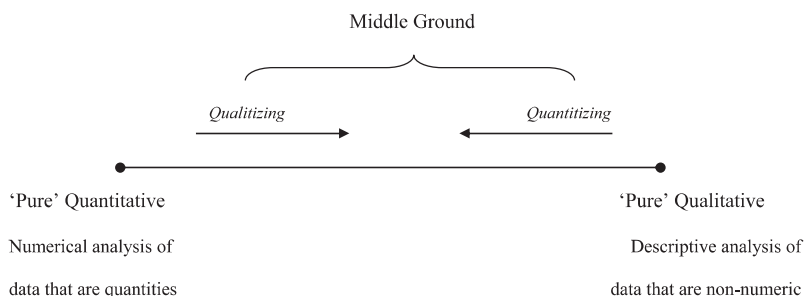 Middle Ground
Qualitizing
Quantitizing
‘Pure’ Quantitative
‘Pure’ Qualitative
Numerical analysis of
data that are quantities
Descriptive analysis of
data that are non-numeric